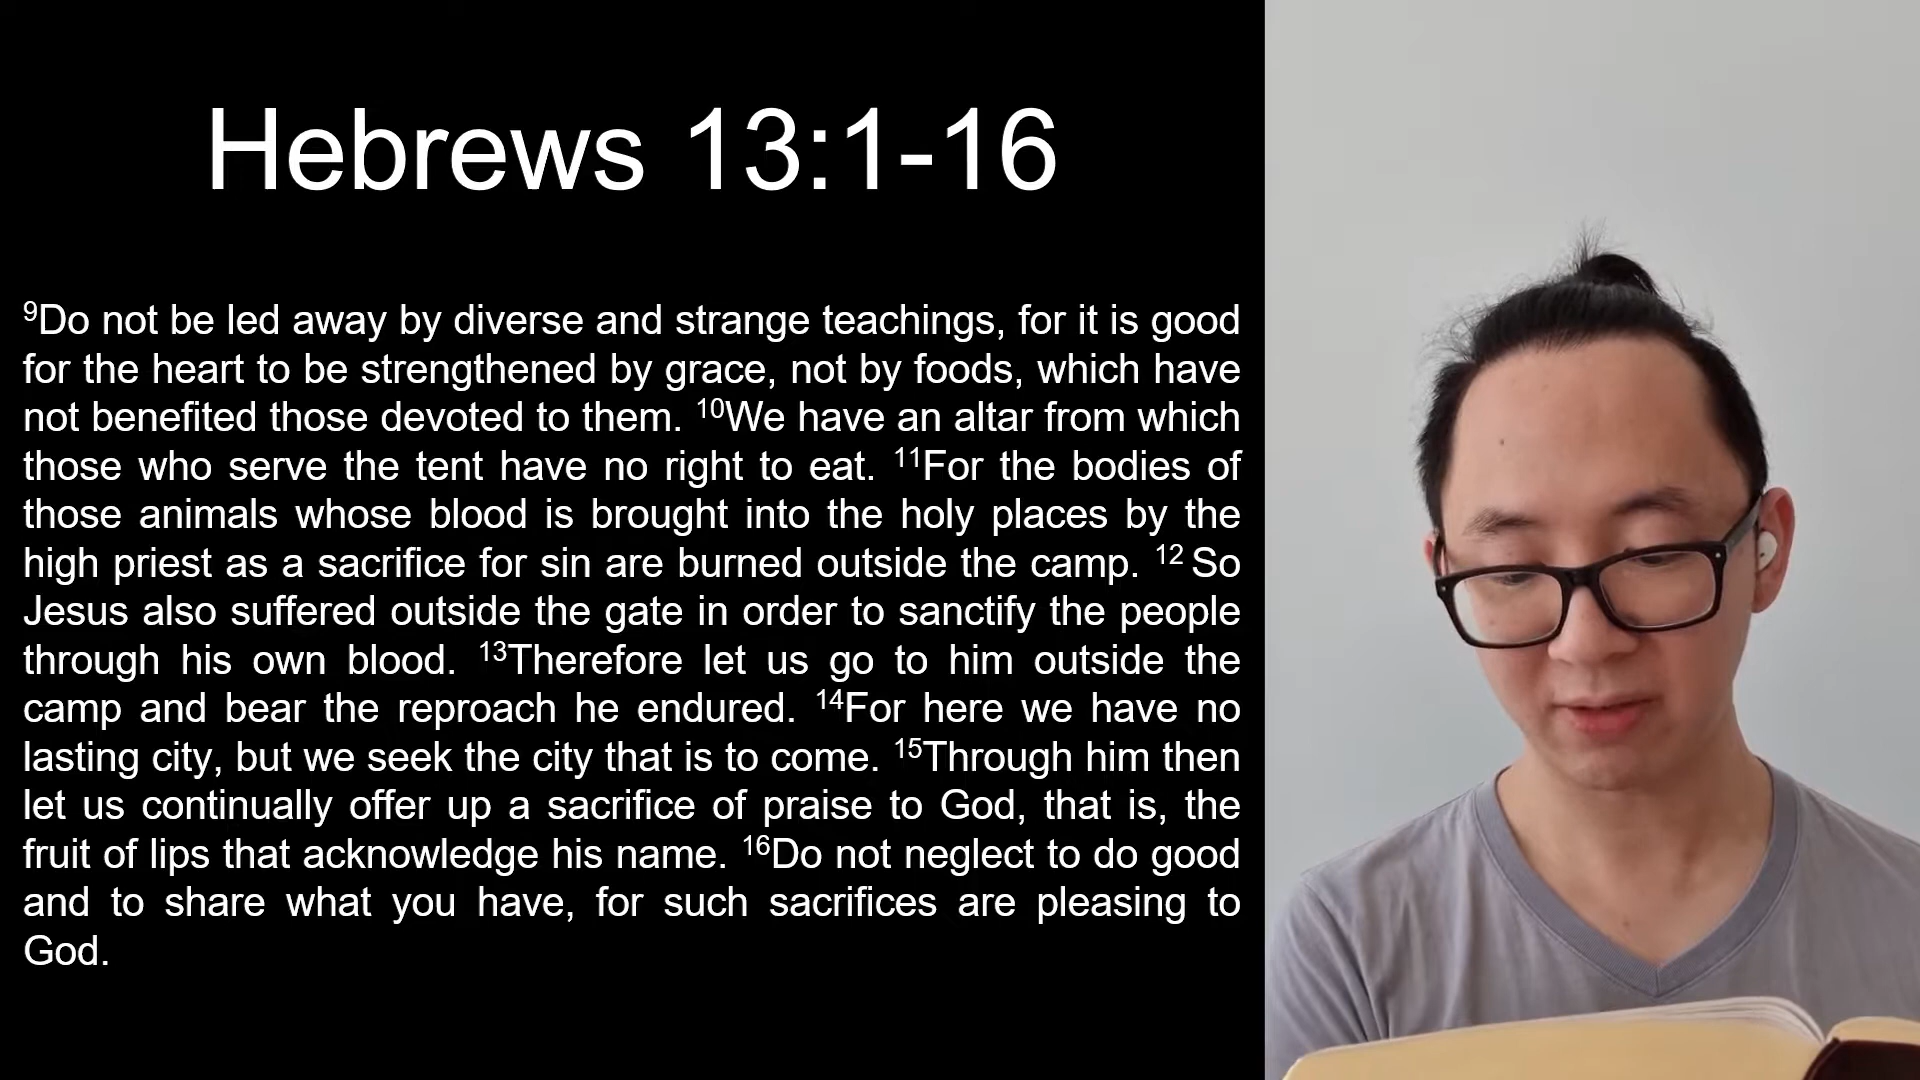 Hebrews 13:1-16
⁹Do not be led away by diverse and strange teachings, for it is good
for the heart to be strengthened by grace, not by foods, which have
not benefited those devoted to them. ¹⁰We have an altar from which
those who serve the tent have no right to eat. ¹¹For the bodies of
those animals whose blood is brought into the holy places by the
high priest as a sacrifice for sin are burned outside the camp. ¹² So
Jesus also suffered outside the gate in order to sanctify the people
through his own blood. ¹³Therefore let us go to him outside the
camp and bear the reproach he endured. ¹⁴For here we have no
lasting city, but we seek the city that is to come. ¹⁵Through him then
let us continually offer up a sacrifice of praise to God, that is, the
fruit of lips that acknowledge his name. ¹⁶Do not neglect to do good
and to share what you have, for such sacrifices are pleasing to
God.